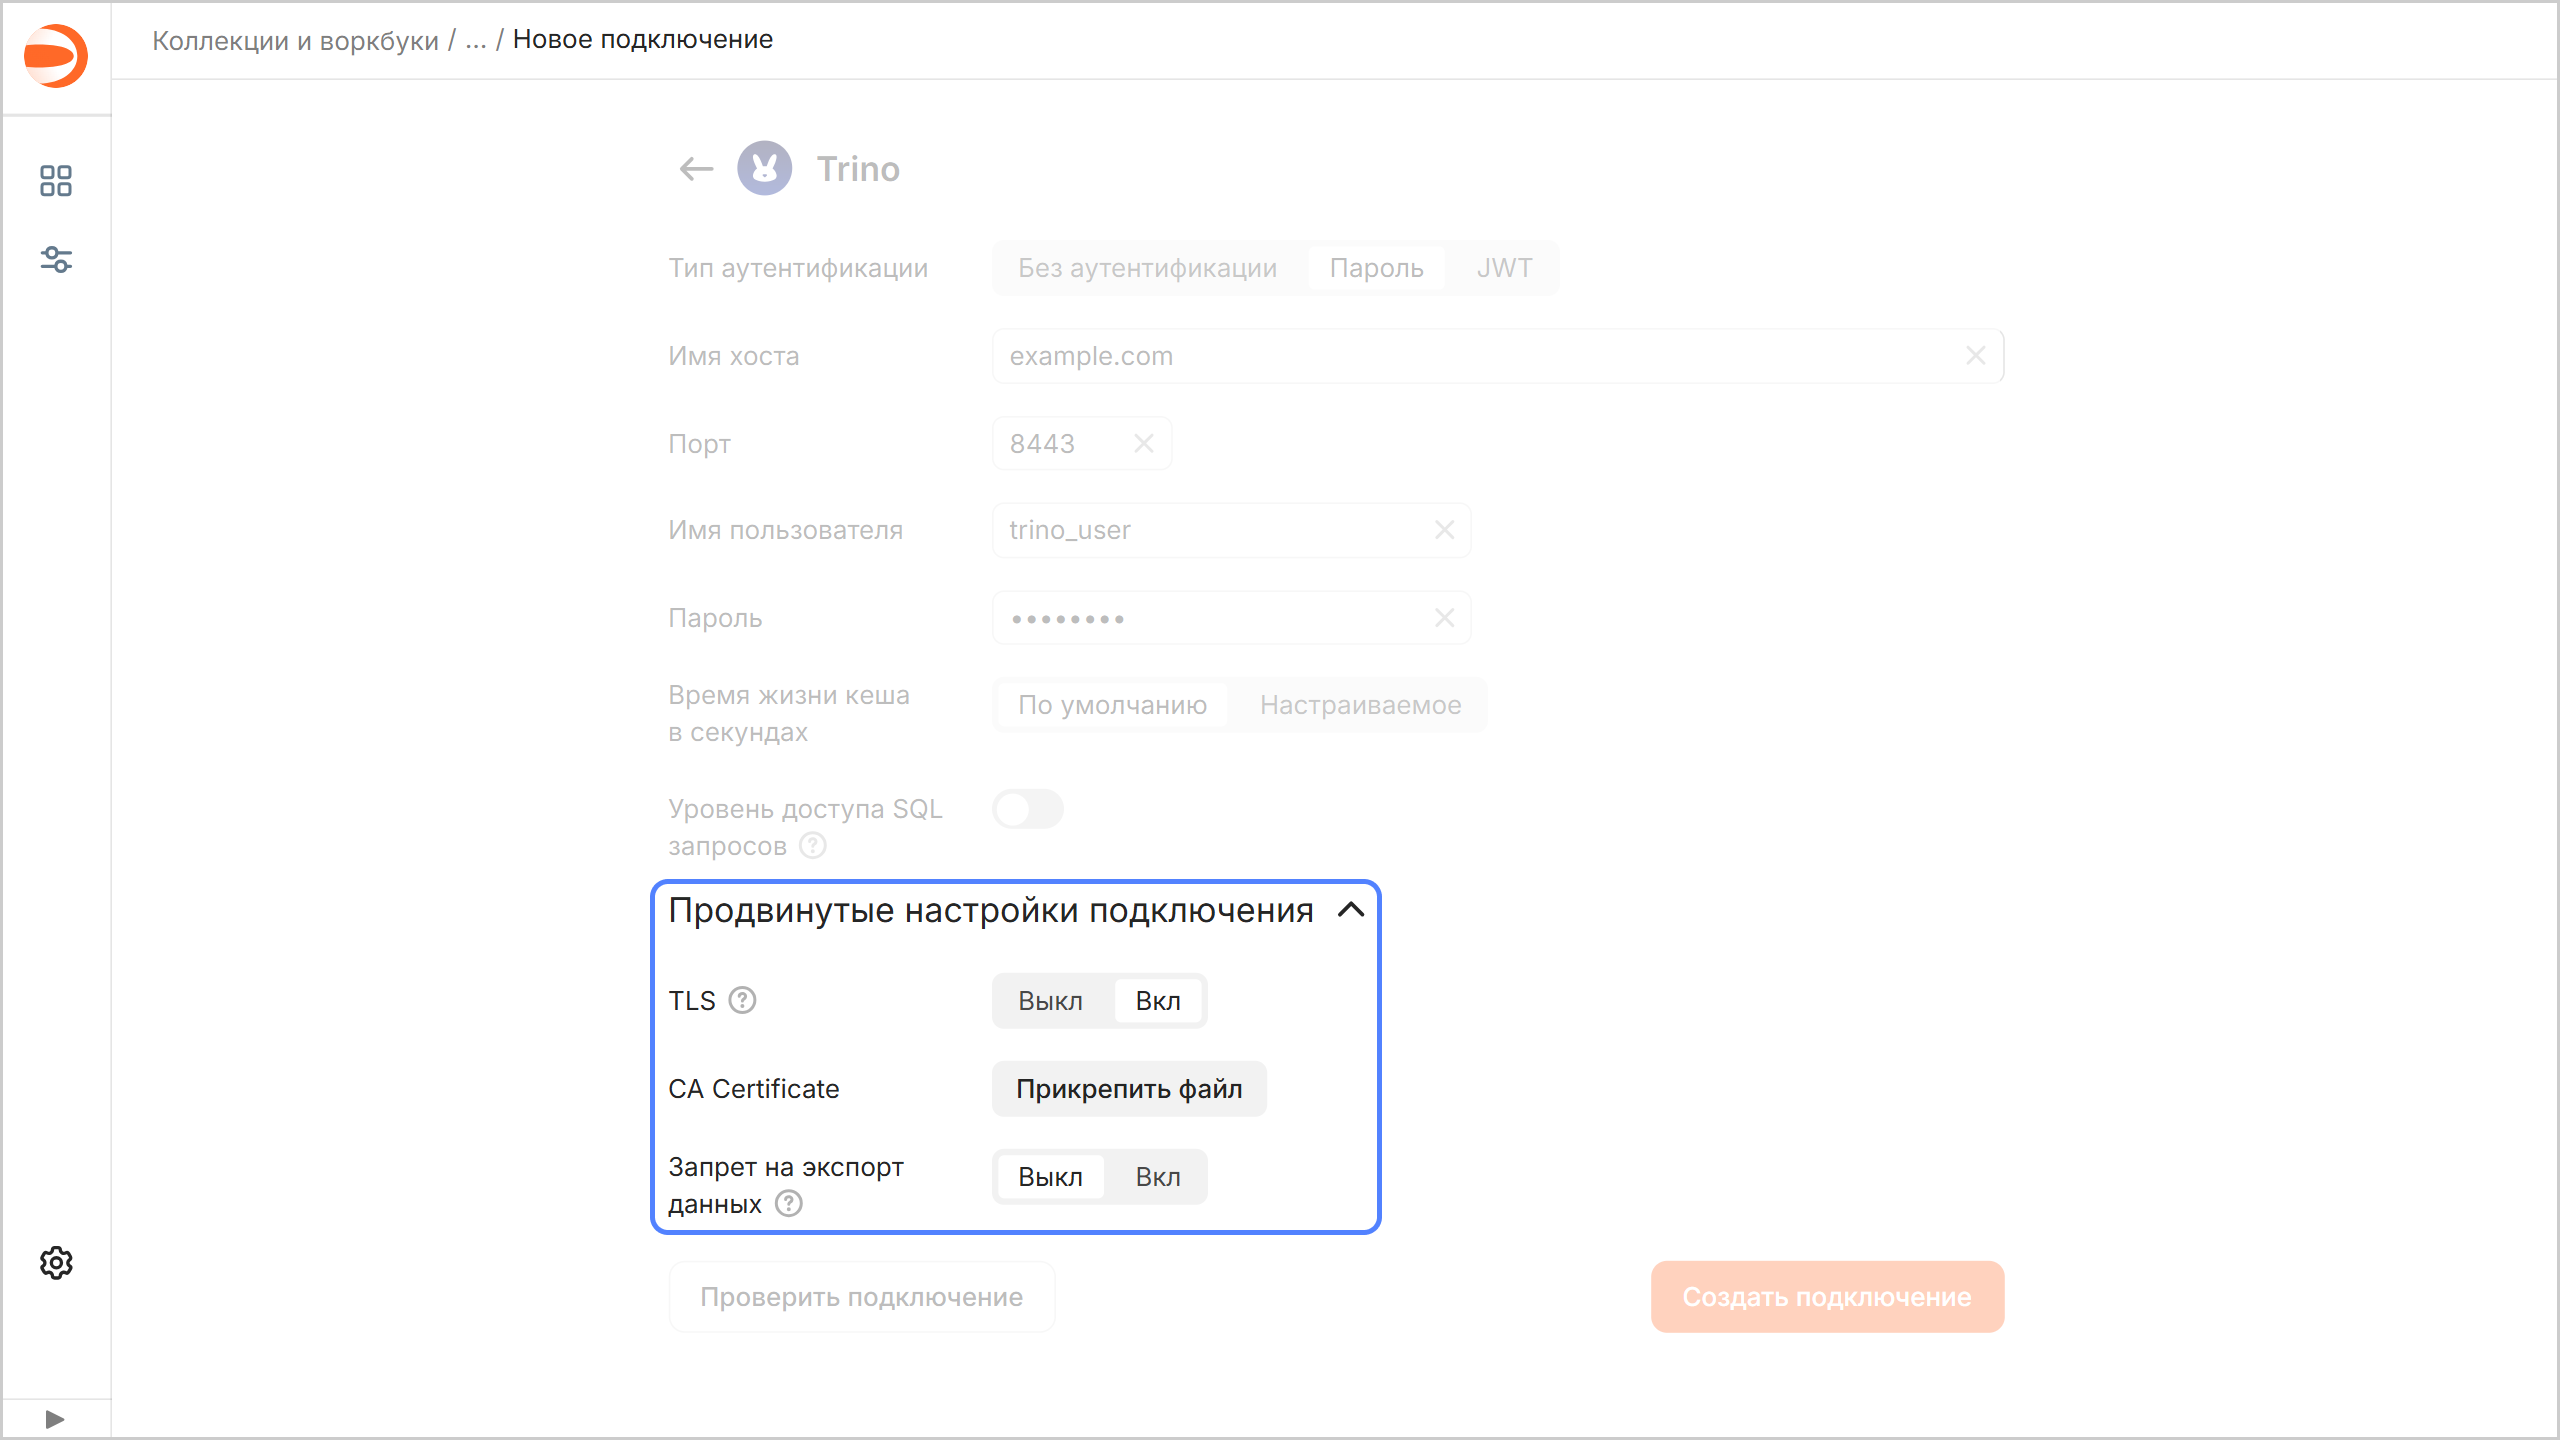 Коллекции и воркбуки / ... / Новое подключение
Trino
Тип аутентификации
Без аутентификации Пароль JWT
Имя хоста
example.com
Порт
8443
Имя пользователя
trino_user
Пароль
••••••••
Время жизни кеша
в секундах
По умолчанию Настраиваемое
Уровень доступа SQL
запросов
Продвинутые настройки подключения
TLS
Выкл Вкл
CA Certificate
Прикрепить файл
Запрет на экспорт
данных
Выкл Вкл
Проверить подключение
Создать подключение